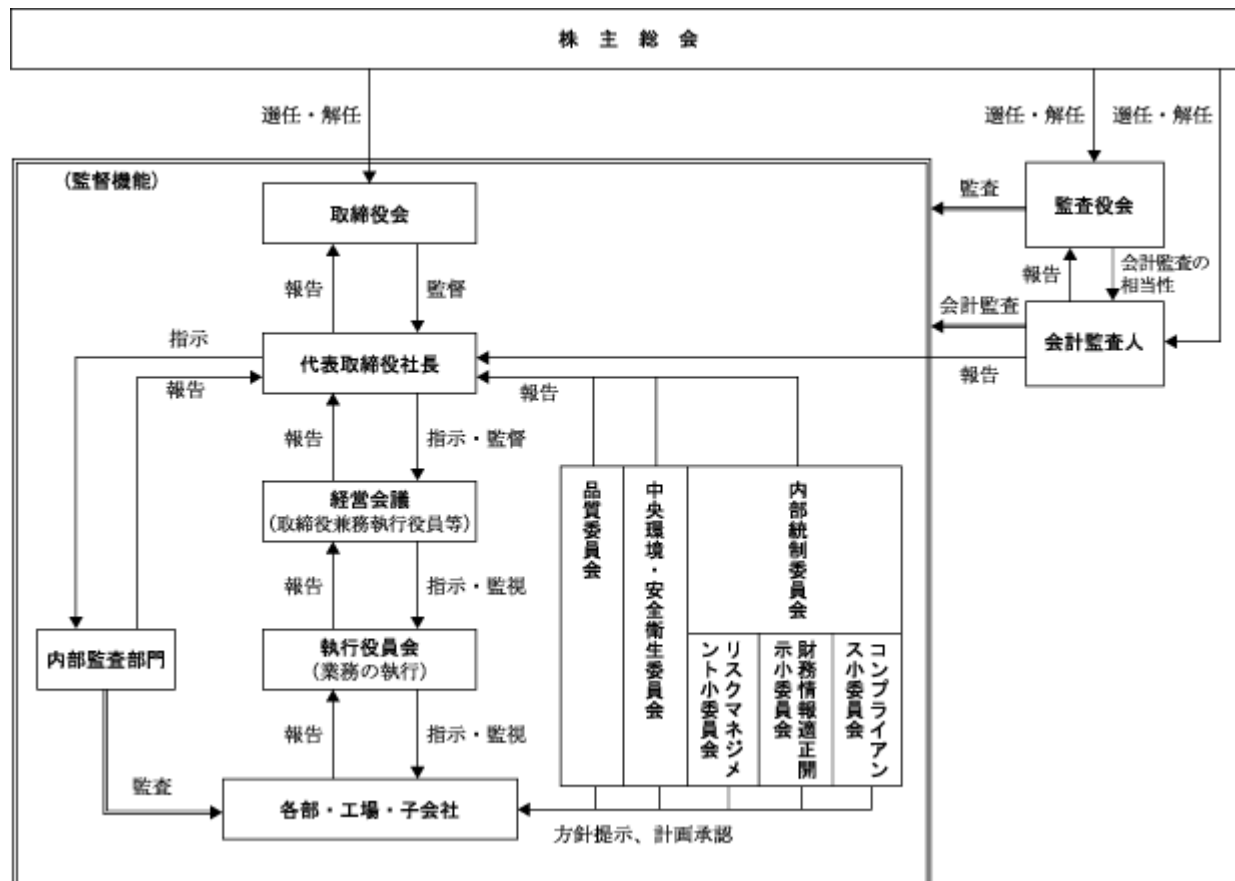 株 主 総 会
選任・解任
選任・解任
選任・解任
(監督機能)
取締役会
監査
監査役会
報告
監督
報告
会計監査の
相当性
会計監査
会計監査人
指示
代表取締役社長
報告
報告
報告
報告
指示・監督
経営会議
(取締役兼務執行役員等)
報告
指示・監視
内部監査部門
執行役員会
(業務の執行)
報告
指示・監視
監査
各部・工場・子会社
品質委員会
中央環境・安全衛生委員会
内部統制委員会
リスクマネジメ
ント小委員会
財務情報適正開
示小委員会
コンプライアン
ス小委員会
方針提示、計画承認